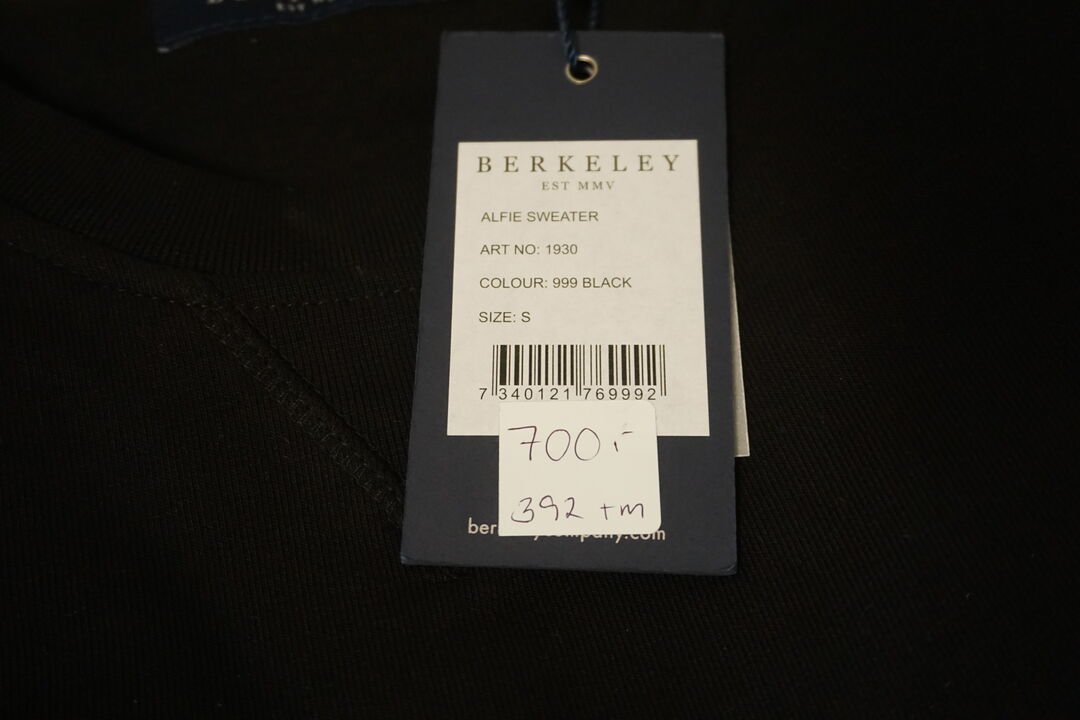 BERKELEY
EST MMV
ALFIE SWEATER
ART NO: 1930
COLOUR: 999 BLACK
SIZE: S
7 340121 769992
700:-
392 +m